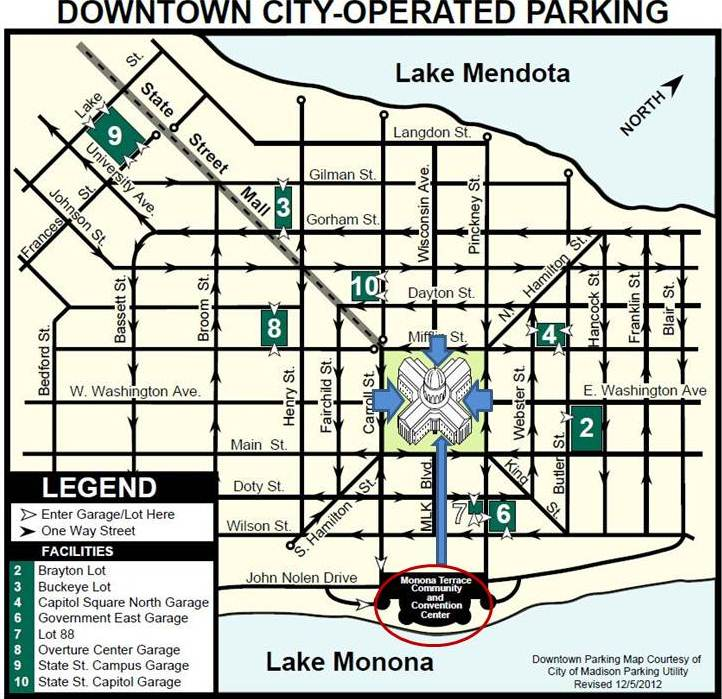 DOWNTOWN CITY-OPERATED PARKING
Lake Mendota
NORTH
St.
Lake
State
Street
Mall
9
Langdon St.
University Ave.
Gilman St.
Wisconsin Ave.
Pinckney St.
3
Johnson St.
St.
Gorham St.
Frances
N. Hamilton St.
10
Dayton St.
Bassett St.
Broom St.
Hancock St.
Franklin St.
Blair St.
8
4
Mifflin St.
Bedford St.
Henry St.
Fairchild St.
Carroll St.
W. Washington Ave.
E. Washington Ave
Webster St.
2
Butler St.
Main St.
King St.
MLK Blvd.
Doty St.
7
6
Wilson St.
S. Hamilton St.
John Nolen Drive
Monona Terrace
Community
and
Convention
Center
LEGEND
Enter Garage/Lot Here
One Way Street
FACILITIES
2 Brayton Lot
3 Buckeye Lot
4 Capitol Square North Garage
6 Government East Garage
7 Lot 88
8 Overture Center Garage
9 State St. Campus Garage
10 State St. Capitol Garage
Lake Monona
Downtown Parking Map Courtesy of
City of Madison Parking Utility
Revised 12/5/2012